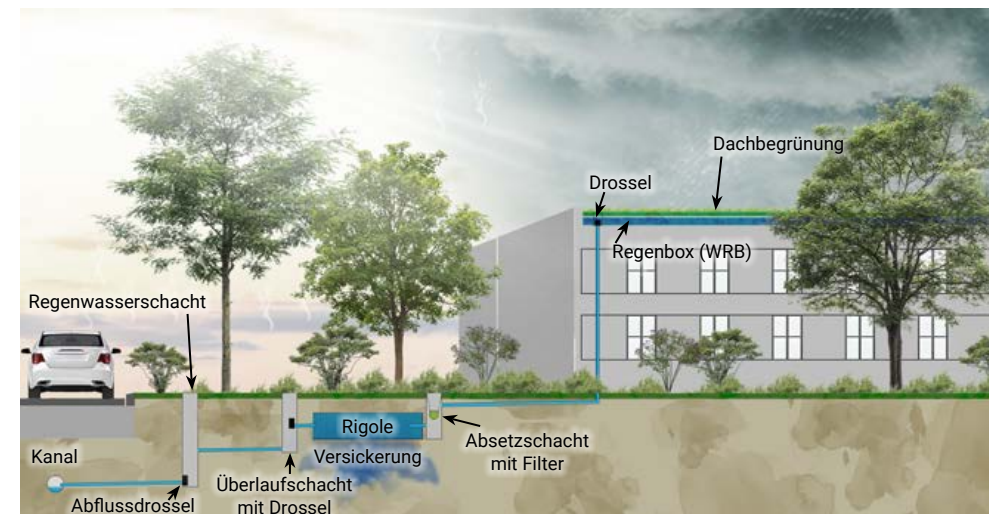 Dachbegrünung
Drossel
Regenbox (WRB)
Regenwasserschacht
Rigole
Absetzschacht
mit Filter
Versickerung
Kanal
Überlaufschacht
mit Drossel
Abflussdrossel